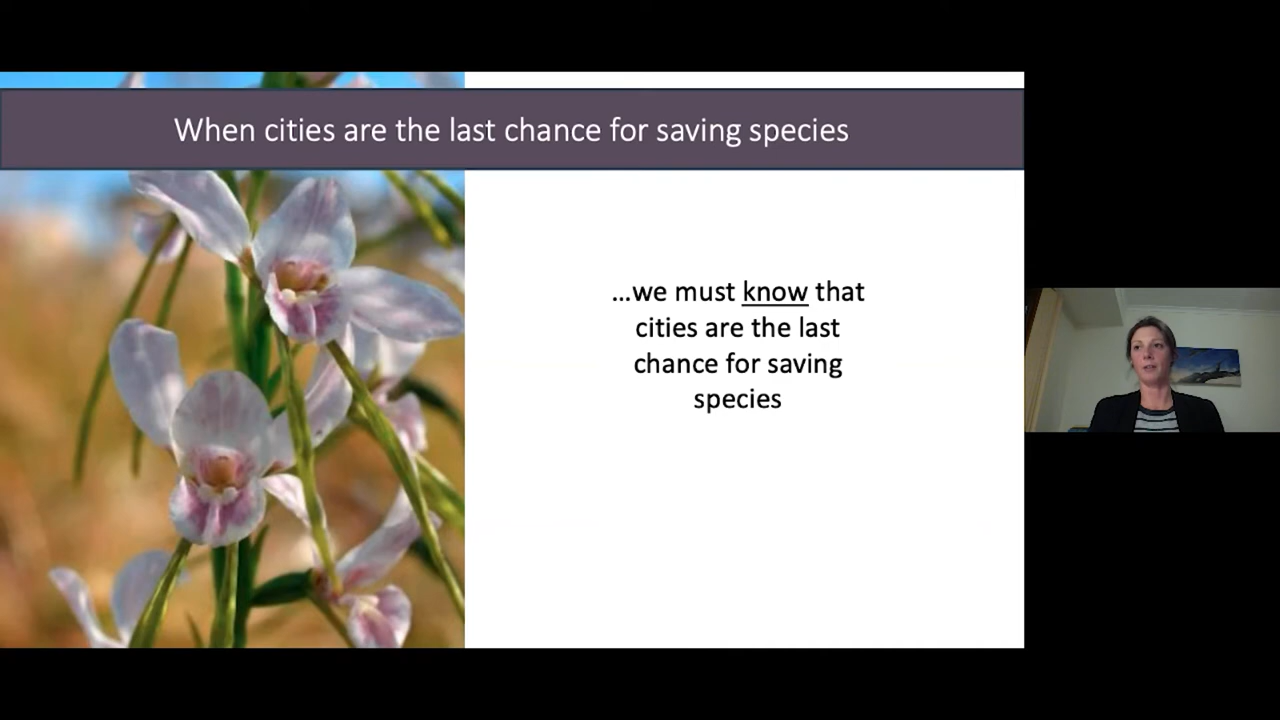 When cities are the last chance for saving species
...we must know that
cities are the last
chance for saving
species